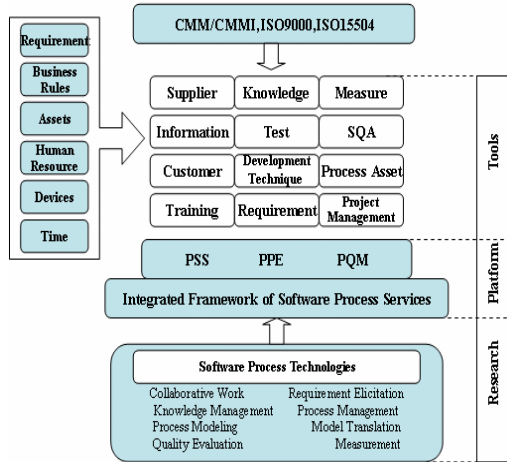 CMM/CMMI,ISO9000,ISO15504
Requirement
Business
Rules
Assets
Human
Resource
Devices
Time
Supplier
Knowledge
Measure
Information
Test
SQA
Customer
Development
Technique
Process Asset
Training
Requirement
Project
Management
Tools
PSS
PPE
PQM
Integrated Framework of Software Process Services
Platform
Software Process Technologies
Collaborative Work
Requirement Elicitation
Knowledge Management
Process Management
Process Modeling
Model Translation
Quality Evaluation
Measurement
Research